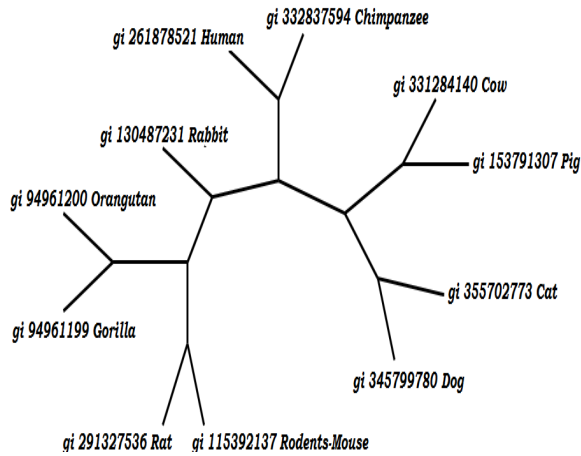 gi 332837594 Chimpanzee
gi 261878521 Human
gi 331284140 Cow
gi 130487231 Rabbit
gi 153791307 Pig
gi 94961200 Orangutan
gi 355702773 Cat
gi 94961199 Gorilla
gi 345799780 Dog
gi 291327536 Rat
gi 115392137 Rodents-Mouse